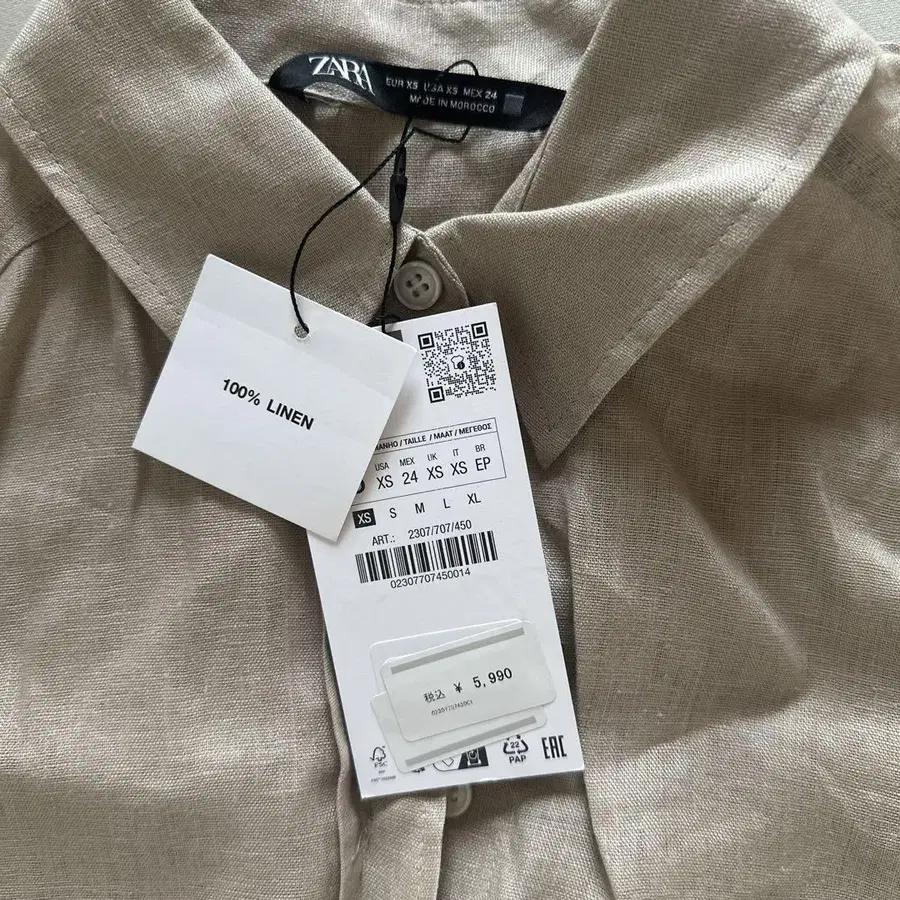 ZARA
EUR XS USA XS MEX 24
MADE IN MOROCCO
100% LINEN
/ TAILLE / MAAT / ΜΕΓΕΘΟΣ
USA MEX UK IT BR
XS 24 XS XS EP
XS S M L XL
ART.: 2307/707/450
02307707450014
税込 ¥ 5,990
FSC
22
PAP
EAC